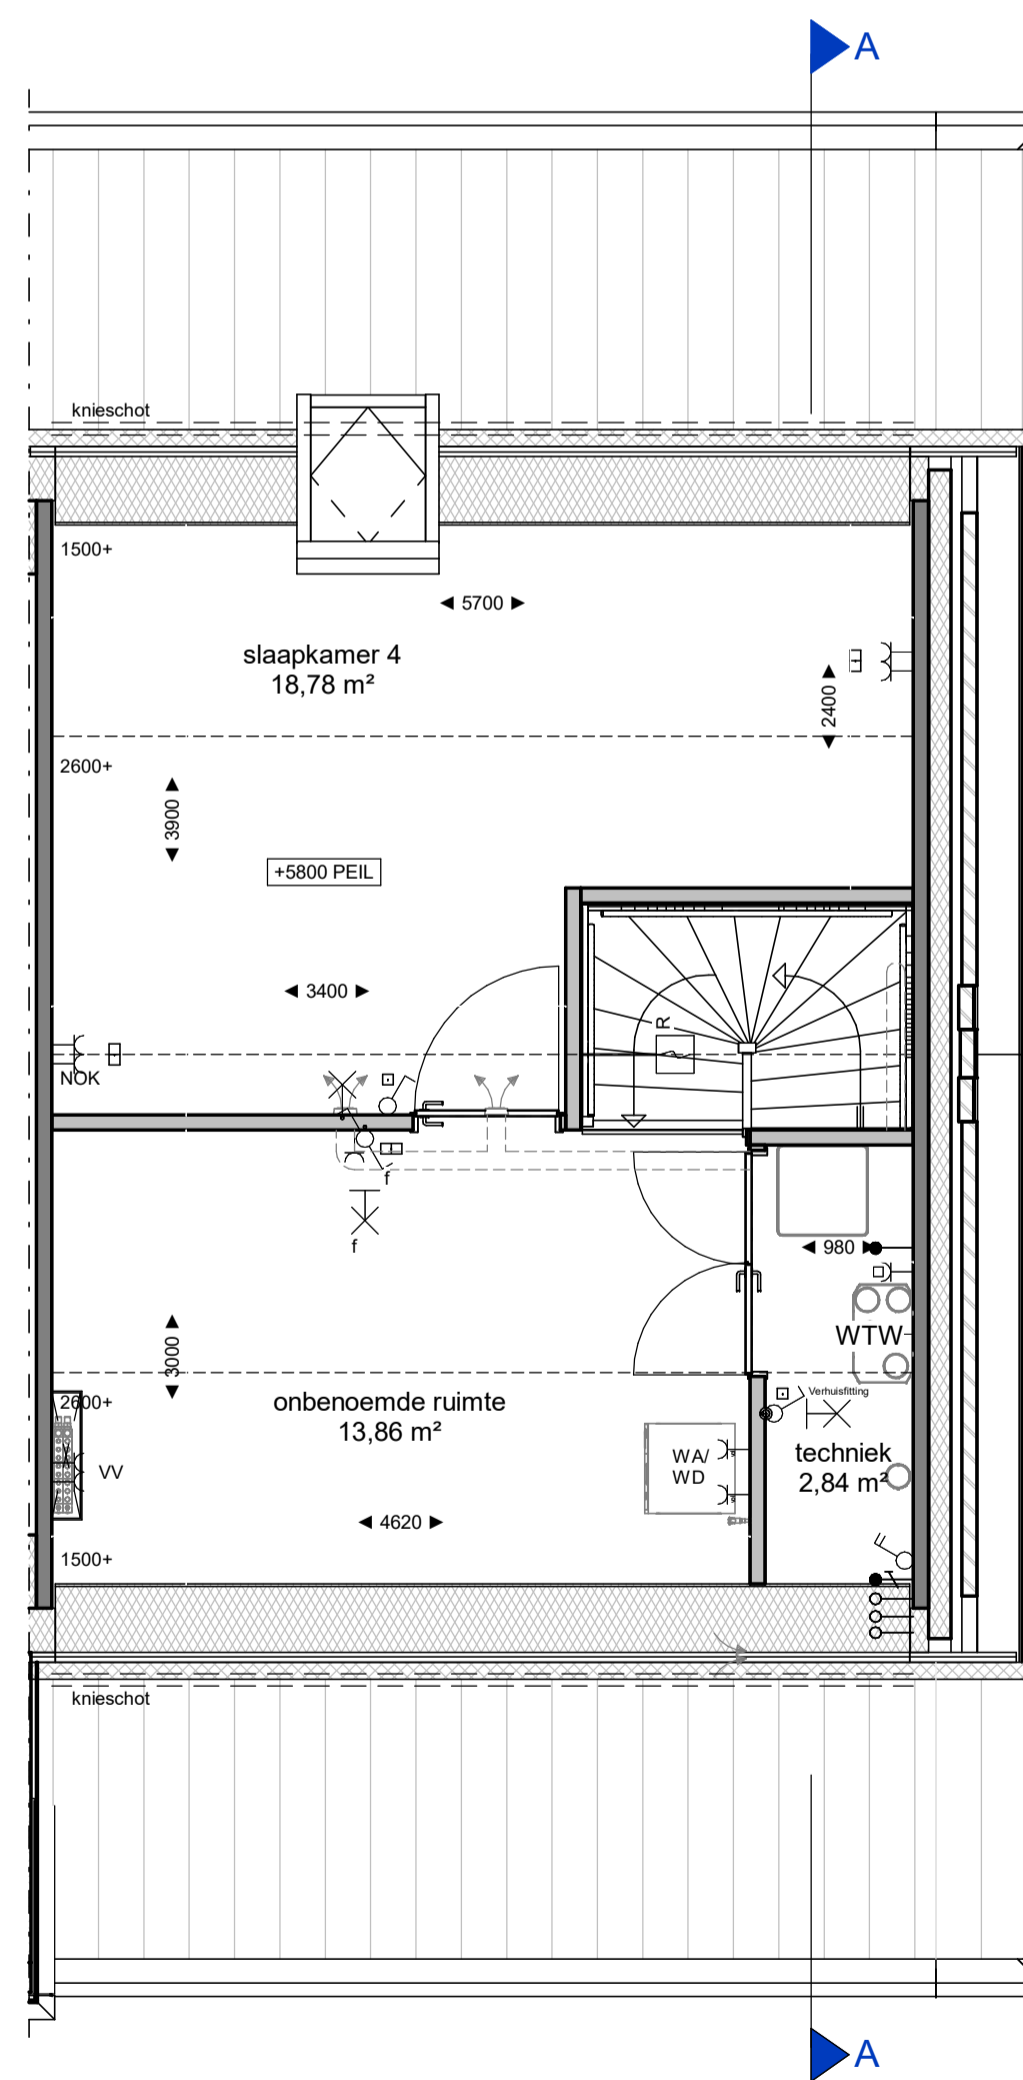 A
knieschot
1500+
5700
slaapkamer 4
18,78 m²
2400
2600+
3900
+5800 PEIL
3400
R
NOK
f
f
980
WTW
3000
2600+
onbenoemde ruimte
13,86 m²
Verhuisfitting
VV
WA/
WD
techniek
2,84 m²
4620
1500+
knieschot
A